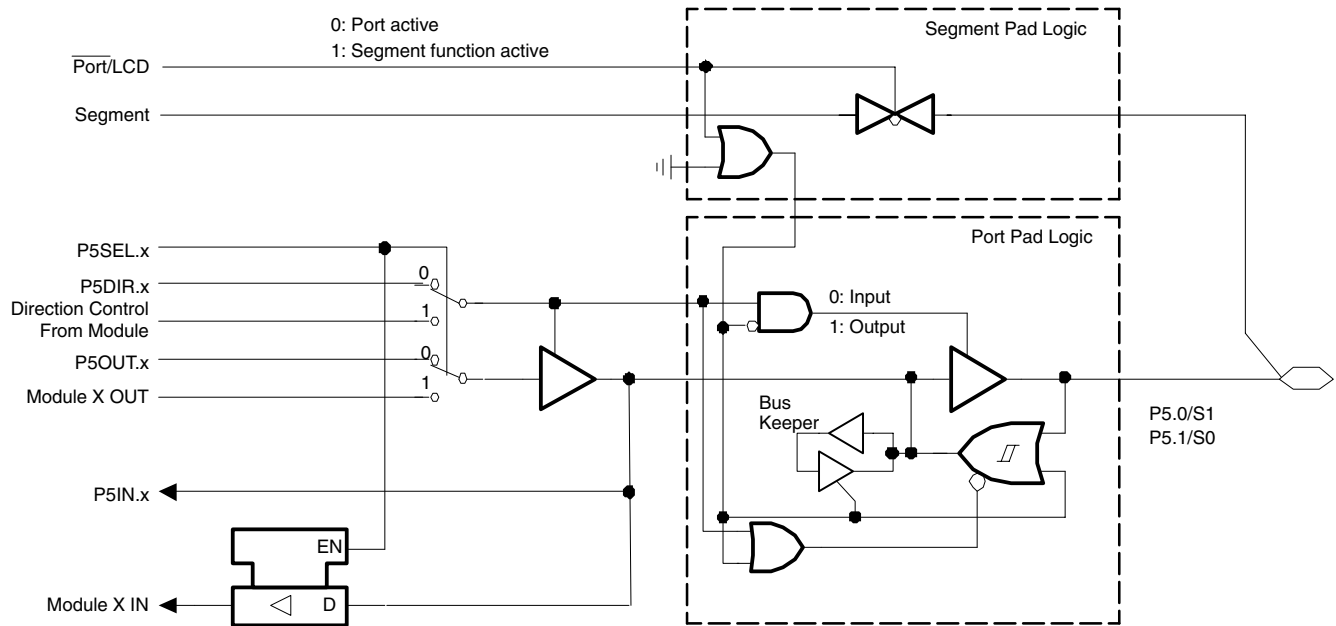 0: Port active
1: Segment function active
Segment Pad Logic
Port/LCD
Segment
Port Pad Logic
P5SEL.x
P5DIR.x
0
Direction Control
From Module
1
0: Input
1: Output
P5OUT.x
0
Module X OUT
1
Bus
Keeper
P5.0/S1
P5.1/S0
P5IN.x
EN
Module X IN
D